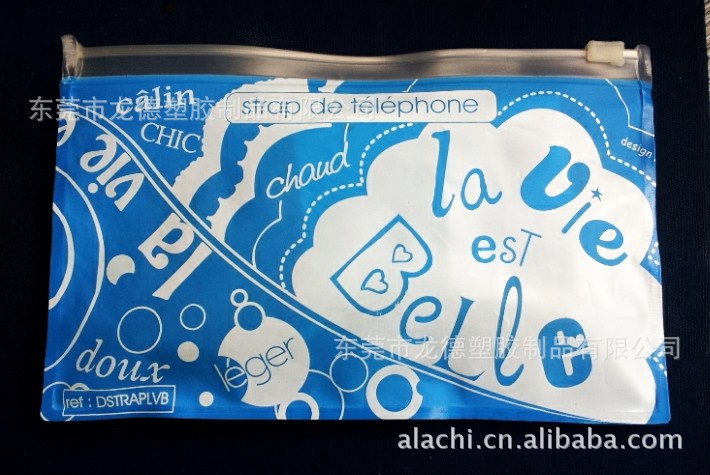 câlin
CHIC
strap de téléphone
chaud
design
la vie e
la Vie
est
Belle
doux
léger
ref : DSTRAPLVB
东莞市龙德塑胶制品有限公司
东莞市龙德塑胶制品有限公司
alachi.cn.alibaba.com